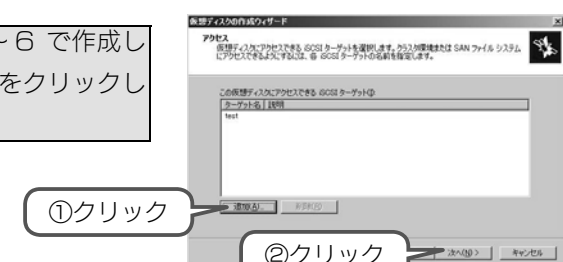 ～6 で作成し
をクリックし
仮想ディスクの作成ウィザード
アクセス
仮想ディスクにアクセスできる iSCSI ターゲットを選択します。クラスタ環境または SAN ファイル システム
にアクセスできるようにするには、各 iSCSI ターゲットの名前を指定します。
この仮想ディスクにアクセスできる iSCSI ターゲット(I):
ターゲット名 説明
test
追加(A)... 削除(R)
①クリック
②クリック
次へ(N) > キャンセル